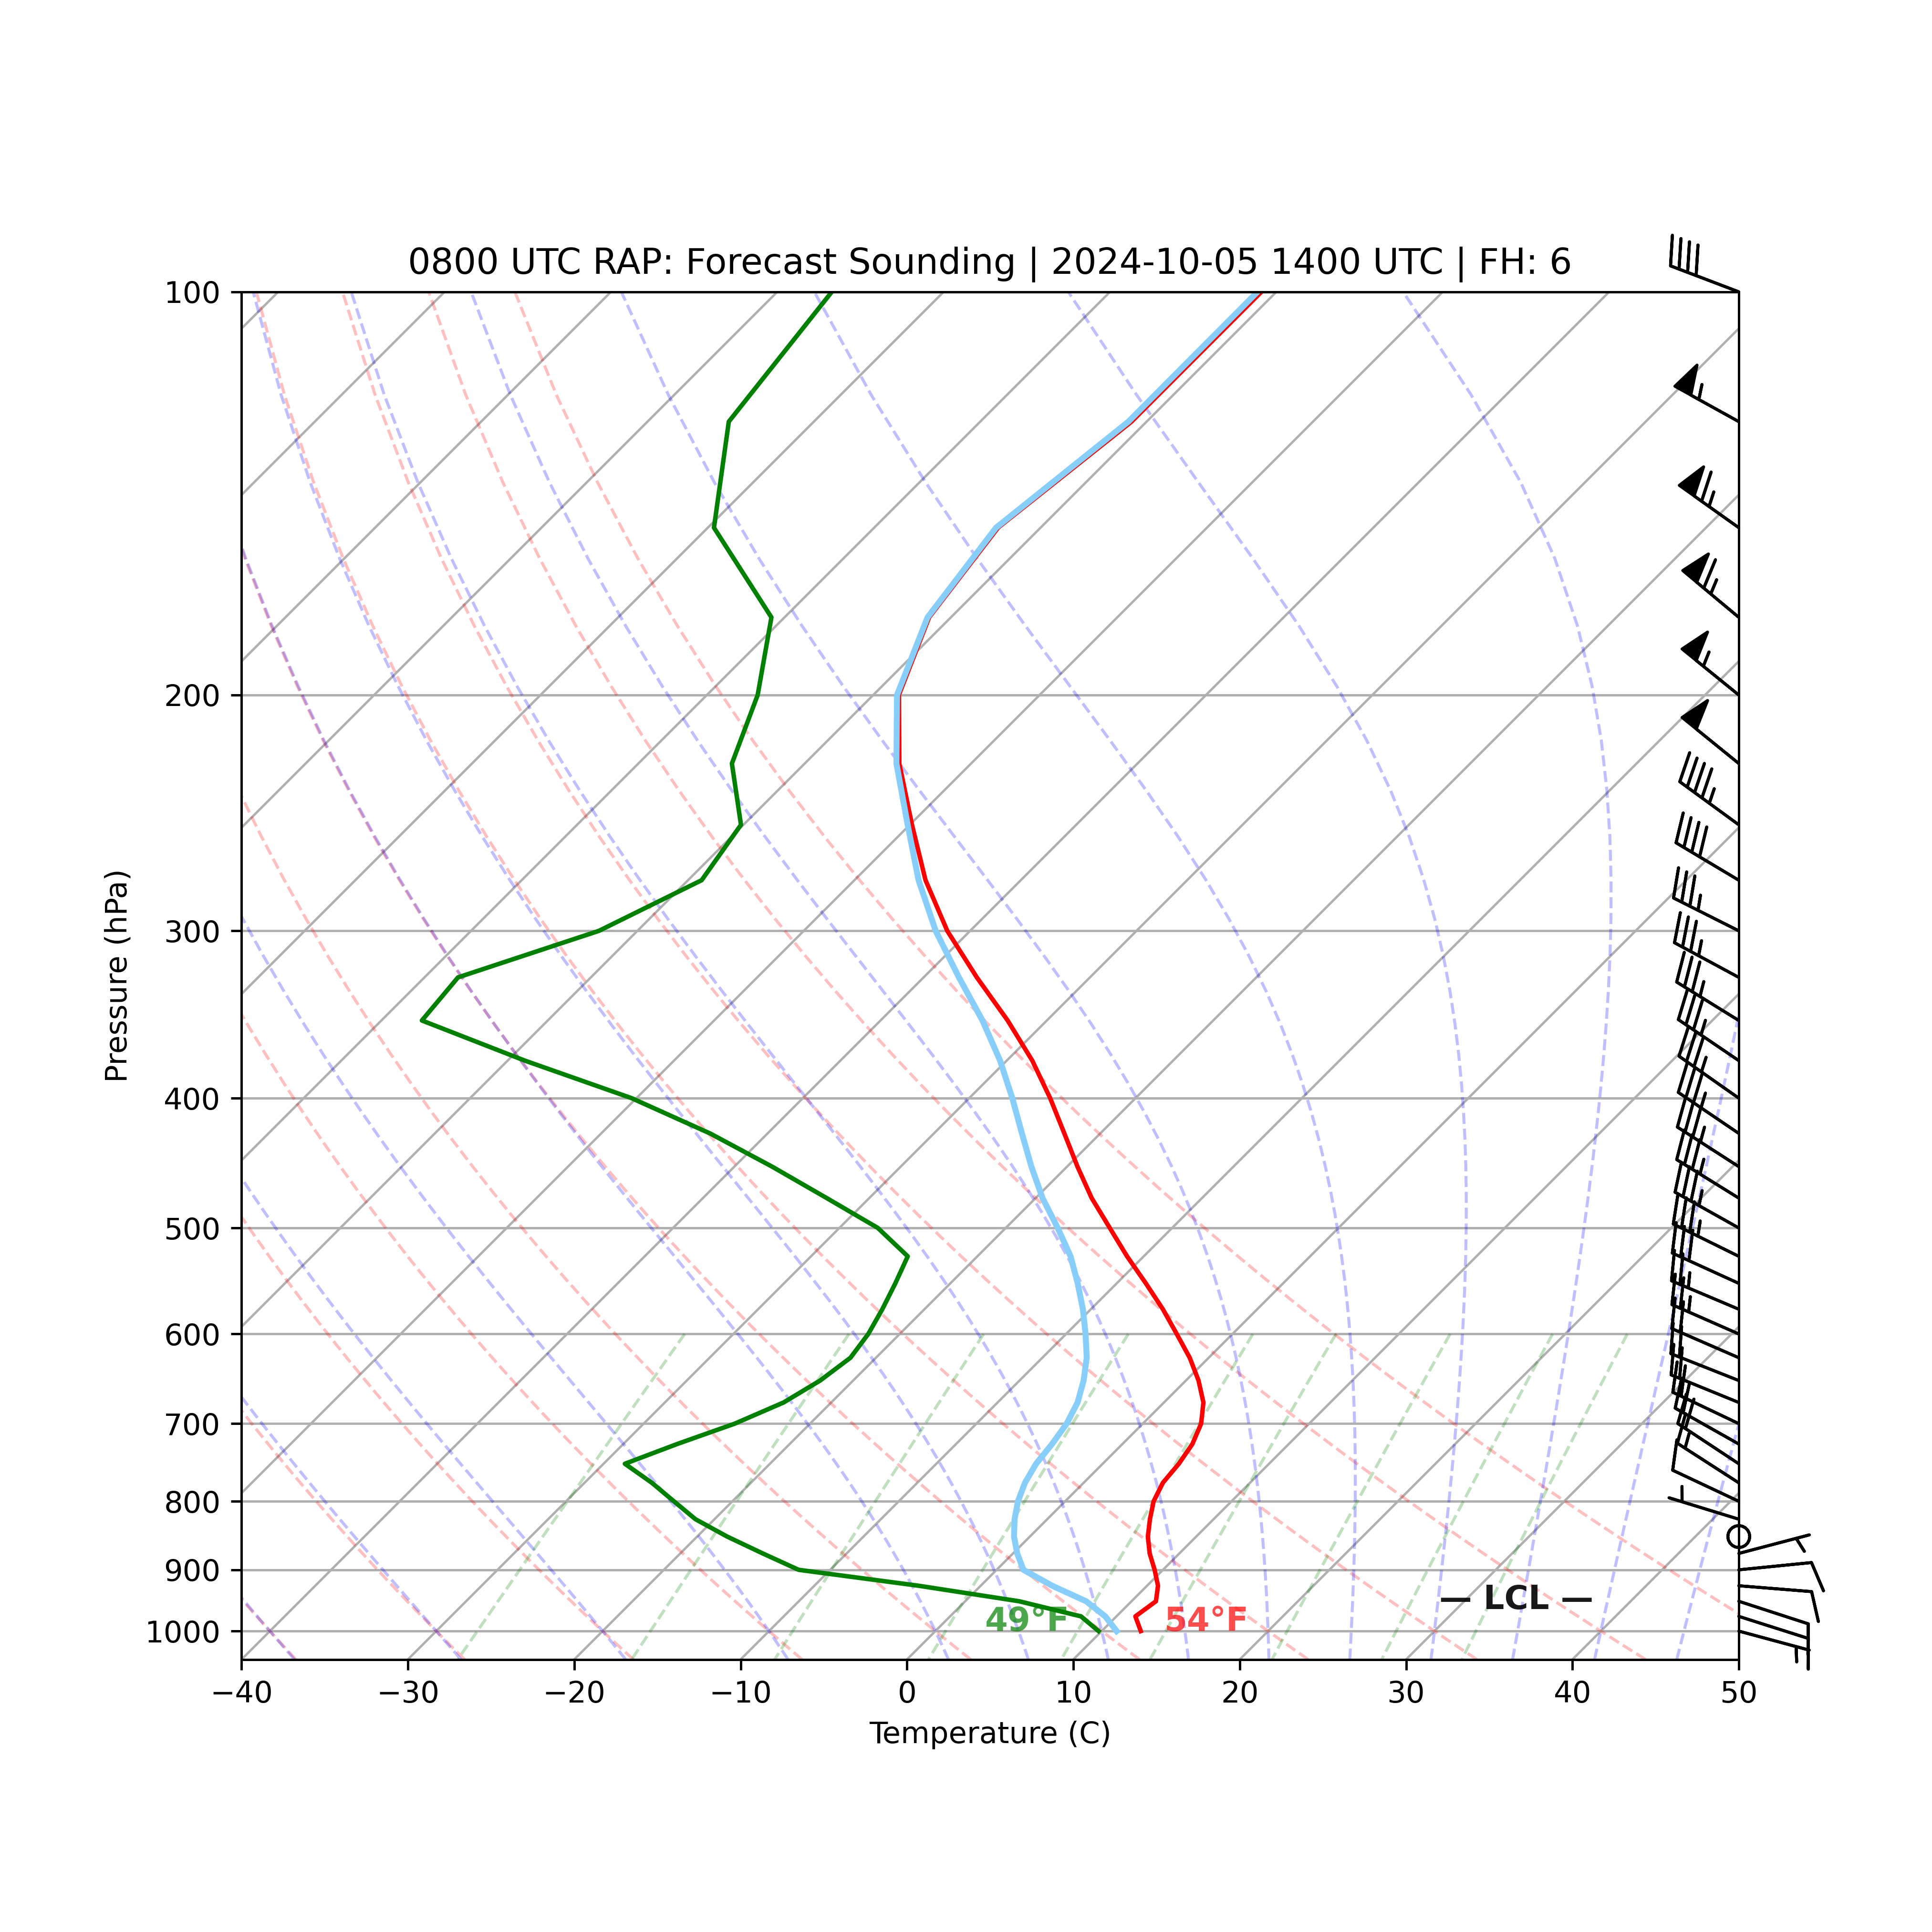 0800 UTC RAP: Forecast Sounding | 2024-10-05 1400 UTC | FH: 6
100
200
300
400
500
600
700
800
900
1000
Pressure (hPa)
49°F
54°F
— LCL —
−40 −30 −20 −10 0 10 20 30 40 50
Temperature (C)